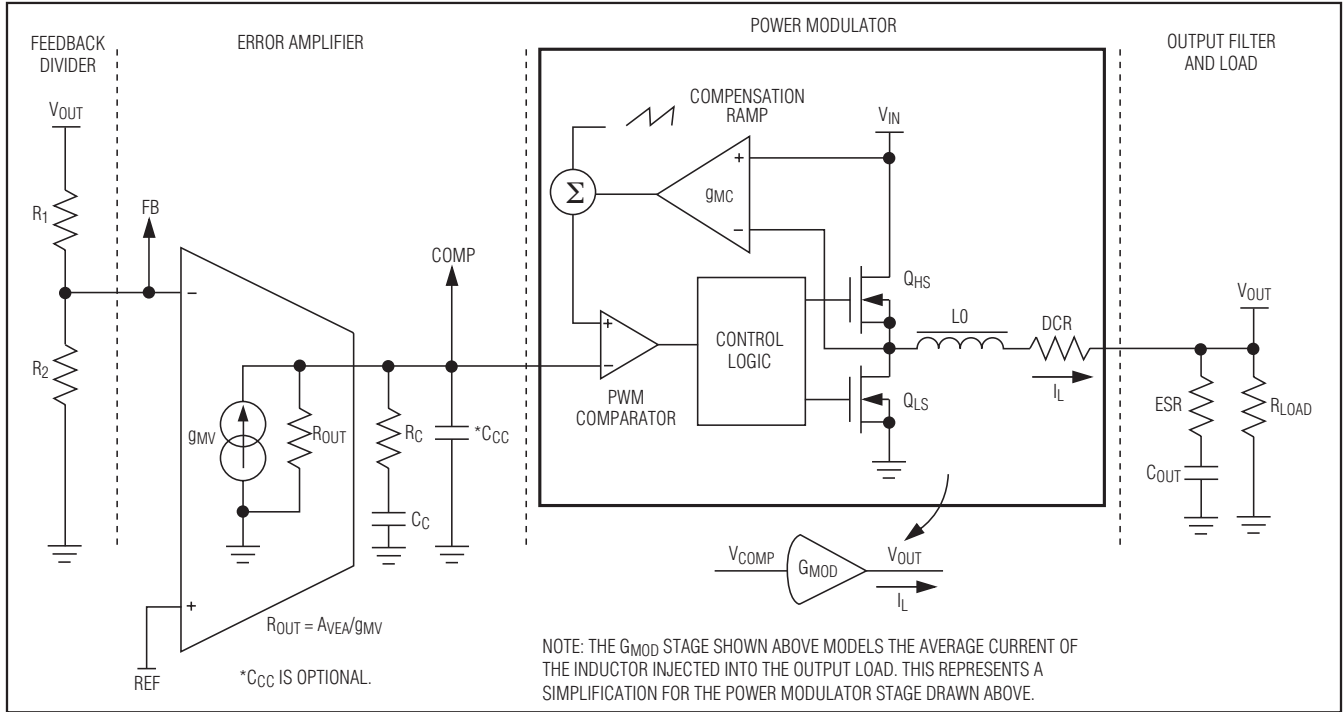 FEEDBACK
DIVIDER
ERROR AMPLIFIER
POWER MODULATOR
OUTPUT FILTER
AND LOAD
VOUT
R1
FB
R2
gMV
ROUT
ROUT = AVEA/gMV
REF
*CCC IS OPTIONAL.
COMP
RC
CC
*CCC
COMPENSATION
RAMP
Σ
gMC
VIN
PWM
COMPARATOR
CONTROL
LOGIC
QHS
QLS
L0
DCR
IL
VOUT
ESR
COUT
RLOAD
VCOMP
GMOD
VOUT
IL
NOTE: THE GMOD STAGE SHOWN ABOVE MODELS THE AVERAGE CURRENT OF
THE INDUCTOR INJECTED INTO THE OUTPUT LOAD. THIS REPRESENTS A
SIMPLIFICATION FOR THE POWER MODULATOR STAGE DRAWN ABOVE.